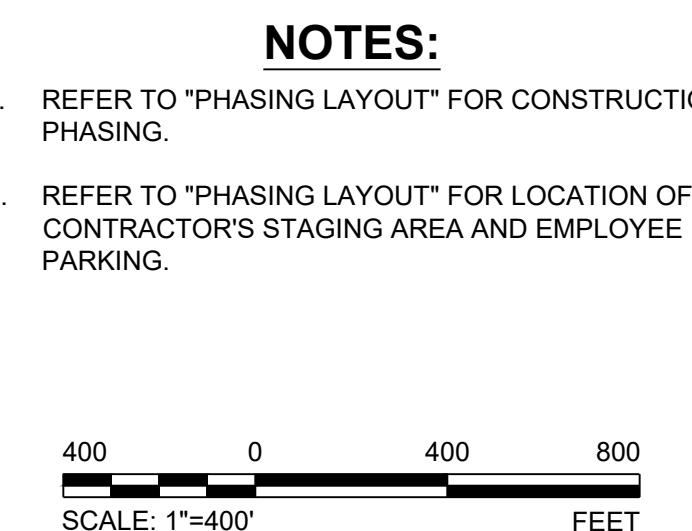 NOTES:
. REFER TO "PHASING LAYOUT" FOR CONSTRUCTIO
PHASING.
. REFER TO "PHASING LAYOUT" FOR LOCATION OF
CONTRACTOR'S STAGING AREA AND EMPLOYEE
PARKING.
400 0 400 800
SCALE: 1"=400' FEET